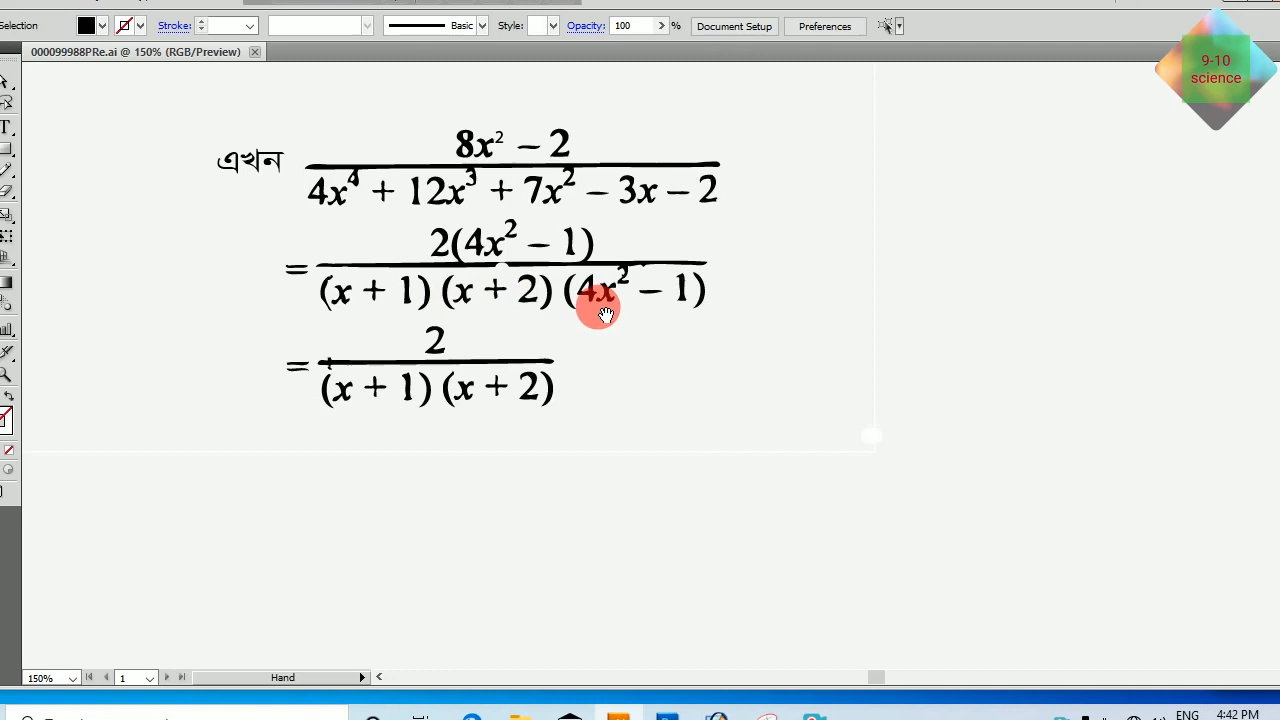 Selection
Stroke:
Basic
Style:
Opacity: 100 > %
Document Setup
Preferences
000099988PRe.ai @ 150% (RGB/Preview)
9-10
science
এখন 8x² – 2
4x⁴ + 12x³ + 7x² – 3x – 2
= 2(4x² – 1)
(x + 1) (x + 2) (4x² – 1)
= 2
(x + 1) (x + 2)
150%
1
Hand
ENG
4:42 PM